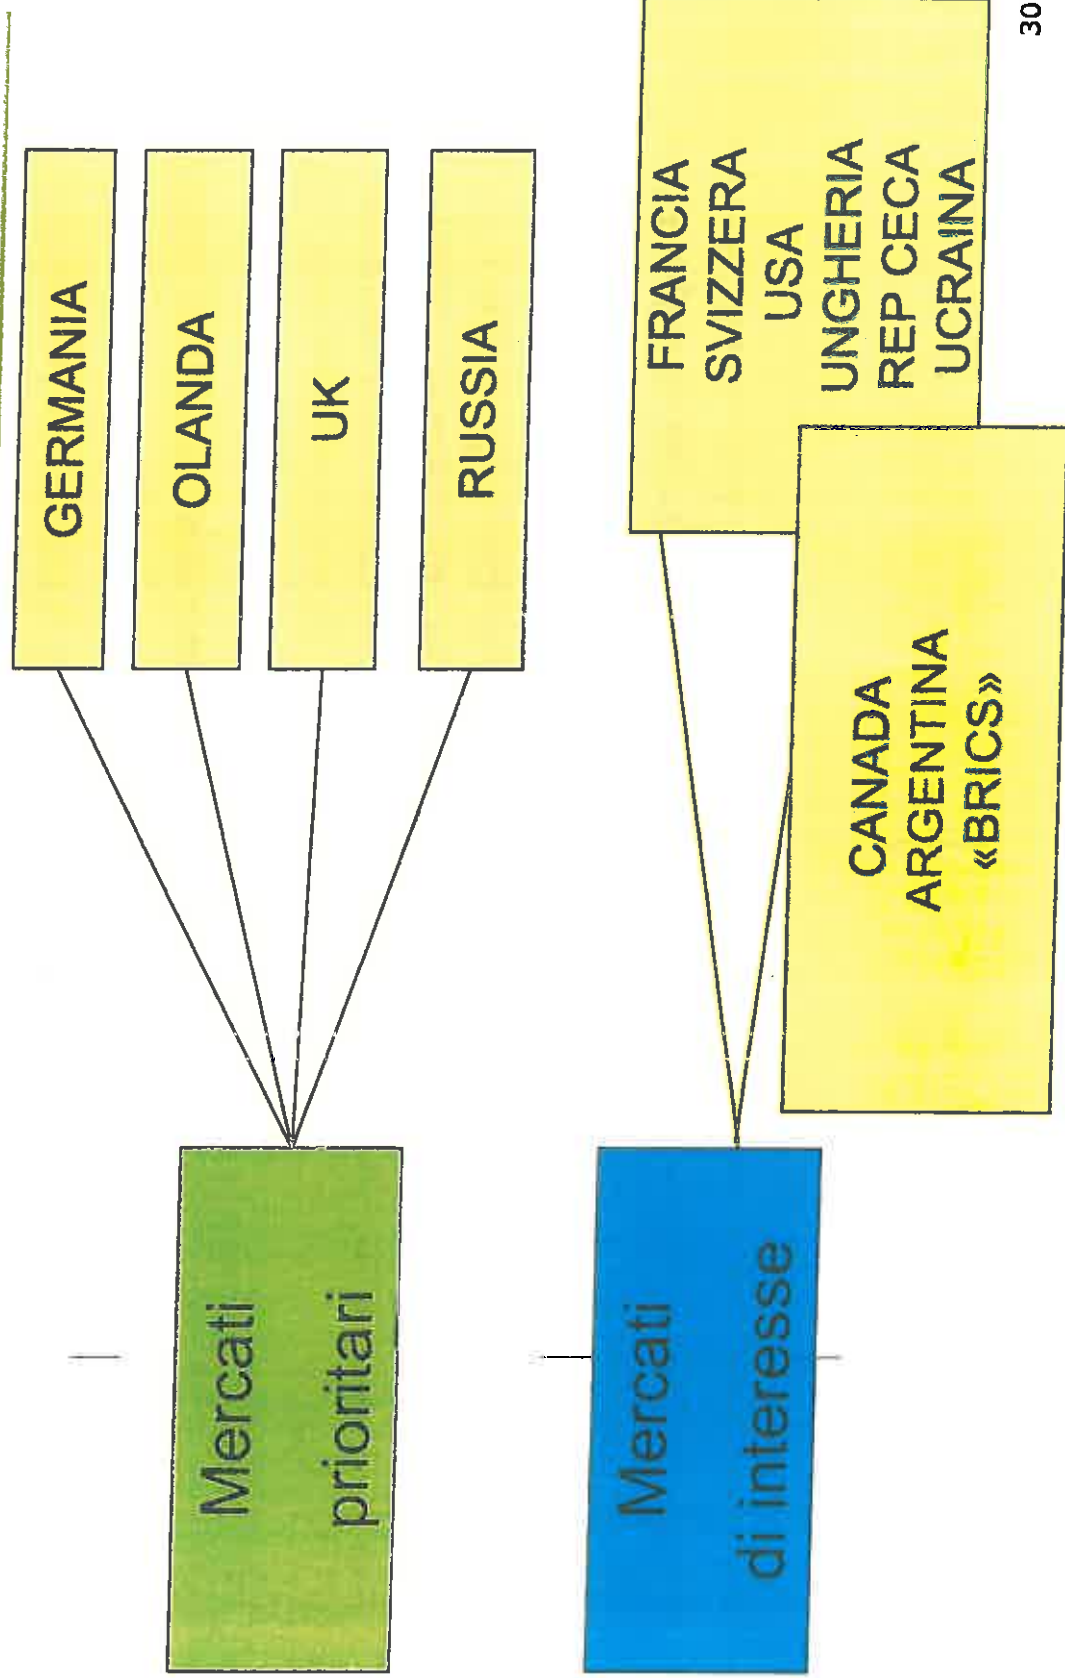 Mercati
prioritari
GERMANIA
OLANDA
UK
RUSSIA
Mercati
di interesse
FRANCIA
SVIZZERA
USA
UNGHERIA
REP CECA
UCRAINA
CANADA
ARGENTINA
«BRICS»
30